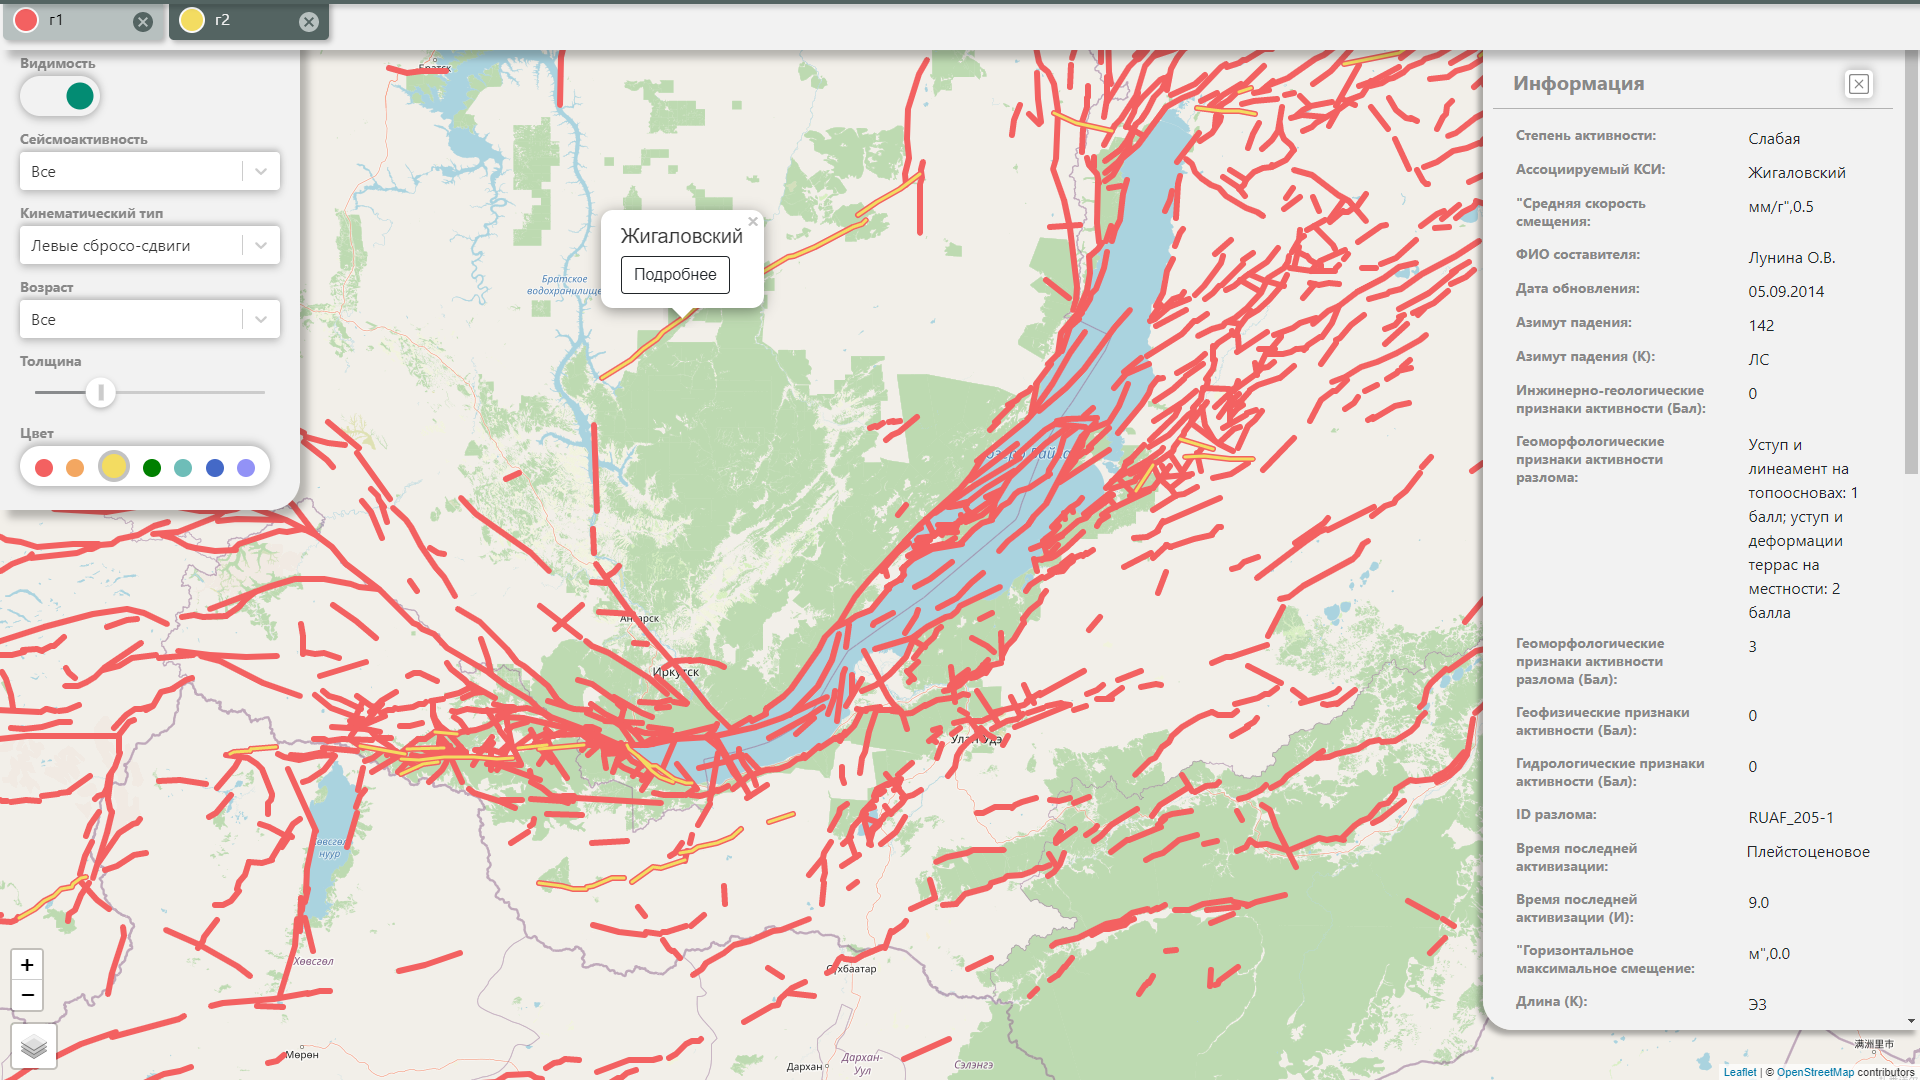 г1
г2
Видимость
Сейсмоактивность
Все
Кинематический тип
Левые сбросо-сдвиги
Возраст
Все
Толщина
Цвет
Братск
Жигаловский
Подробнее
Братское
водохранилище
озеро Байкал
Ангарск
Иркутск
Улан-Удэ
нуур
Хөвсгөл
Мөрөн
Сүхбаатар
Дархан
Дархан-
Уул
Сэлэнгэ
满洲里市
+
−
Информация
Степень активности:
Слабая
Ассоциируемый КСИ:
Жигаловский
"Средняя скорость
смещения:
мм/г",0.5
ФИО составителя:
Лунина О.В.
Дата обновления:
05.09.2014
Азимут падения:
142
Азимут падения (К):
ЛС
Инжинерно-геологические
признаки активности (Бал):
0
Геоморфологические
признаки активности
разлома:
Уступ и
линеамент на
топоосновах: 1
балл; уступ и
деформации
террас на
местности: 2
балла
Геоморфологические
признаки активности
разлома (Бал):
3
Геофизические признаки
активности (Бал):
0
Гидрологические признаки
активности (Бал):
0
ID разлома:
RUAF_205-1
Время последней
активизации:
Плейстоценовое
Время последней
активизации (И):
9.0
"Горизонтальное
максимальное смещение:
м",0.0
Длина (К):
ЭЗ
Leaflet | © OpenStreetMap contributors